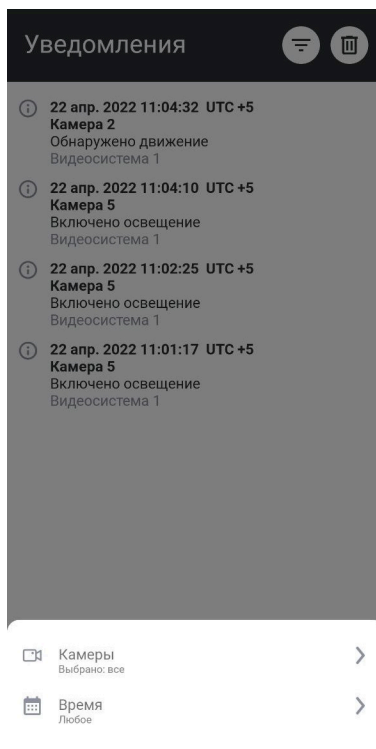 Уведомления
22 апр. 2022 11:04:32 UTC +5
Камера 2
Обнаружено движение
Видеосистема 1
22 апр. 2022 11:04:10 UTC +5
Камера 5
Включено освещение
Видеосистема 1
22 апр. 2022 11:02:25 UTC +5
Камера 5
Включено освещение
Видеосистема 1
22 апр. 2022 11:01:17 UTC +5
Камера 5
Включено освещение
Видеосистема 1
Камеры
Выбрано: все
Время
Любое